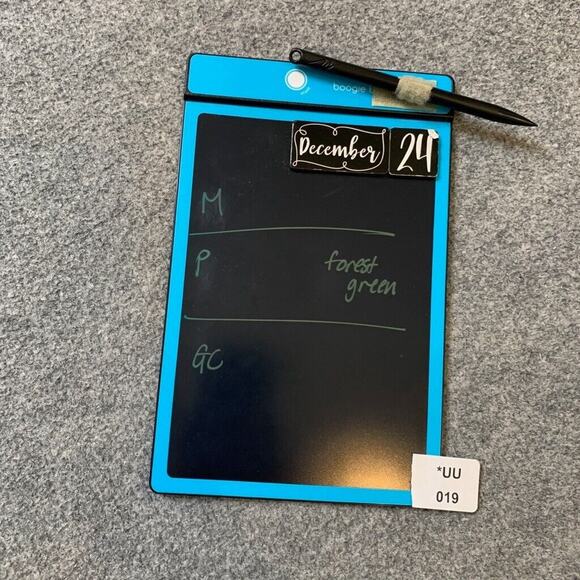 boogie
December 24
M
P
forest
green
GC
*UU
019